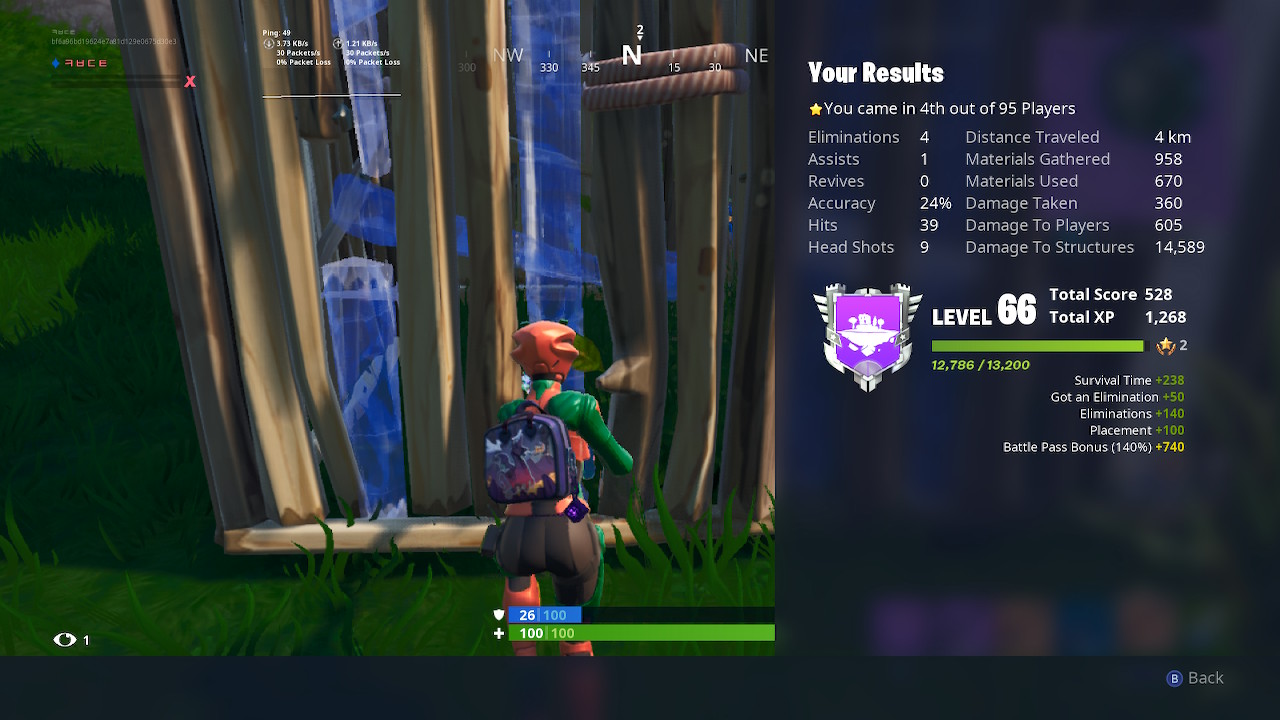 ㅋㅂㄷㅌ
ㅋㅂㄷㅌ
X
Ping: 49
3.73 KB/s 1.21 KB/s
30 Packets/s 30 Packets/s
0% Packet Loss 0% Packet Loss
2
NW N NE
300 330 345 15 30
Your Results
You came in 4th out of 95 Players
Eliminations 4 Distance Traveled 4 km
Assists 1 Materials Gathered 958
Revives 0 Materials Used 670
Accuracy 24% Damage Taken 360
Hits 39 Damage To Players 605
Head Shots 9 Damage To Structures 14,589
LEVEL 66
Total Score 528
Total XP 1,268
2
12,786 / 13,200
Survival Time +238
Got an Elimination +50
Eliminations +140
Placement +100
Battle Pass Bonus (140%) +740
26 | 100
100 | 100
1
B Back